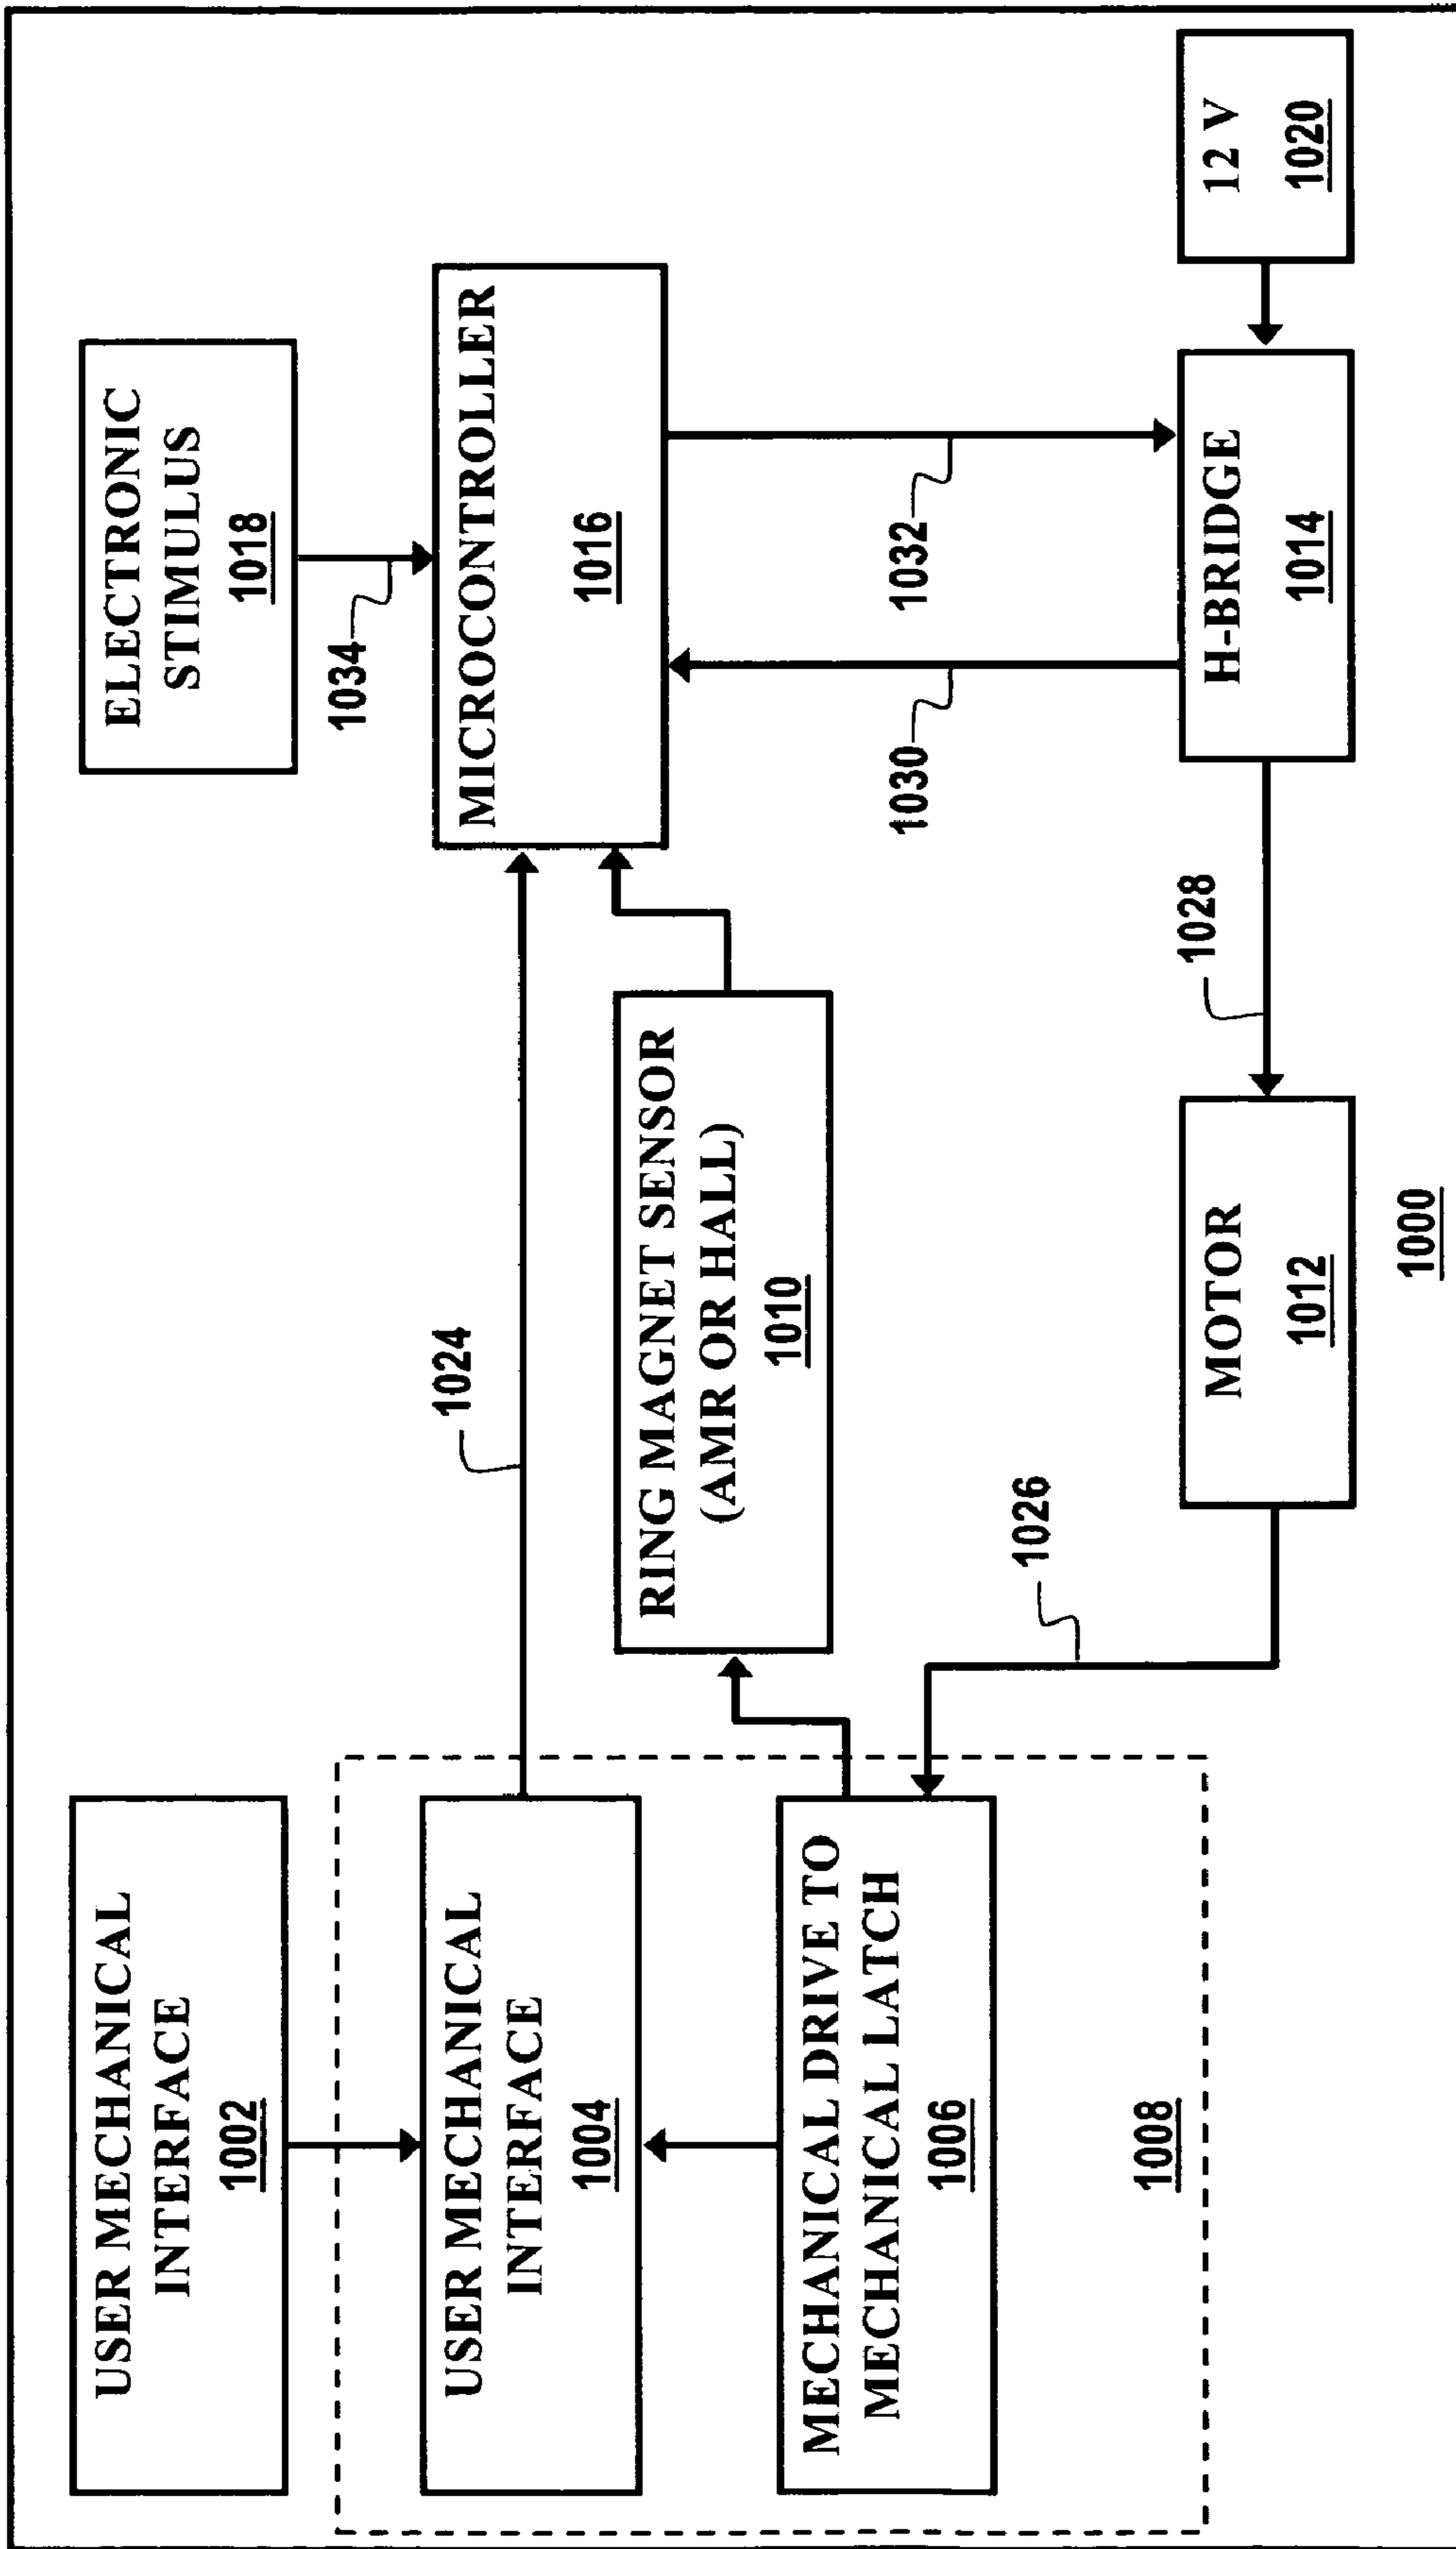 USER MECHANICAL
INTERFACE
1002
ELECTRONIC
STIMULUS
1018
1034
USER MECHANICAL
INTERFACE
1004
1024
MICROCONTROLLER
1016
RING MAGNET SENSOR
(AMR OR HALL)
1010
MECHANICAL DRIVE TO
MECHANICAL LATCH
1006
1026
1030
1032
1008
MOTOR
1012
1028
H-BRIDGE
1014
12 V
1020
1000